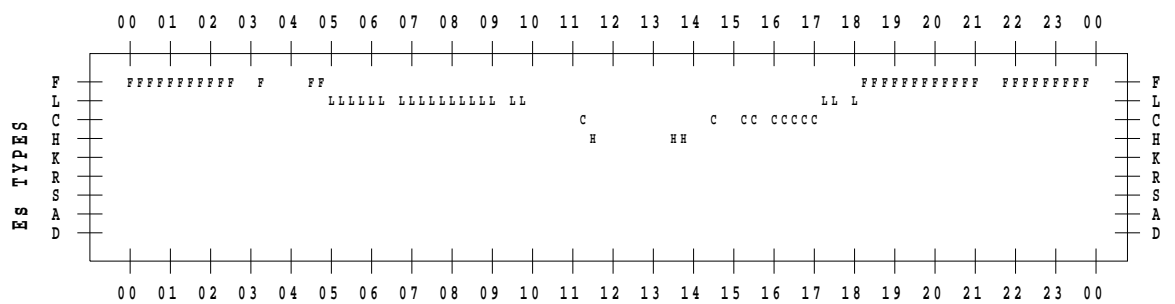 00 01 02 03 04 05 06 07 08 09 10 11 12 13 14 15 16 17 18 19 20 21 22 23 00
Es TYPES
F FFFFFFFFFFF F FF FFFFFFFFFFFF FFFFFFFFF F
L LLLLLL LLLLLLLLLL LL LL L L
C C C CC CCCCC C
H H HH H
K K
R R
S S
A A
D D
00 01 02 03 04 05 06 07 08 09 10 11 12 13 14 15 16 17 18 19 20 21 22 23 00